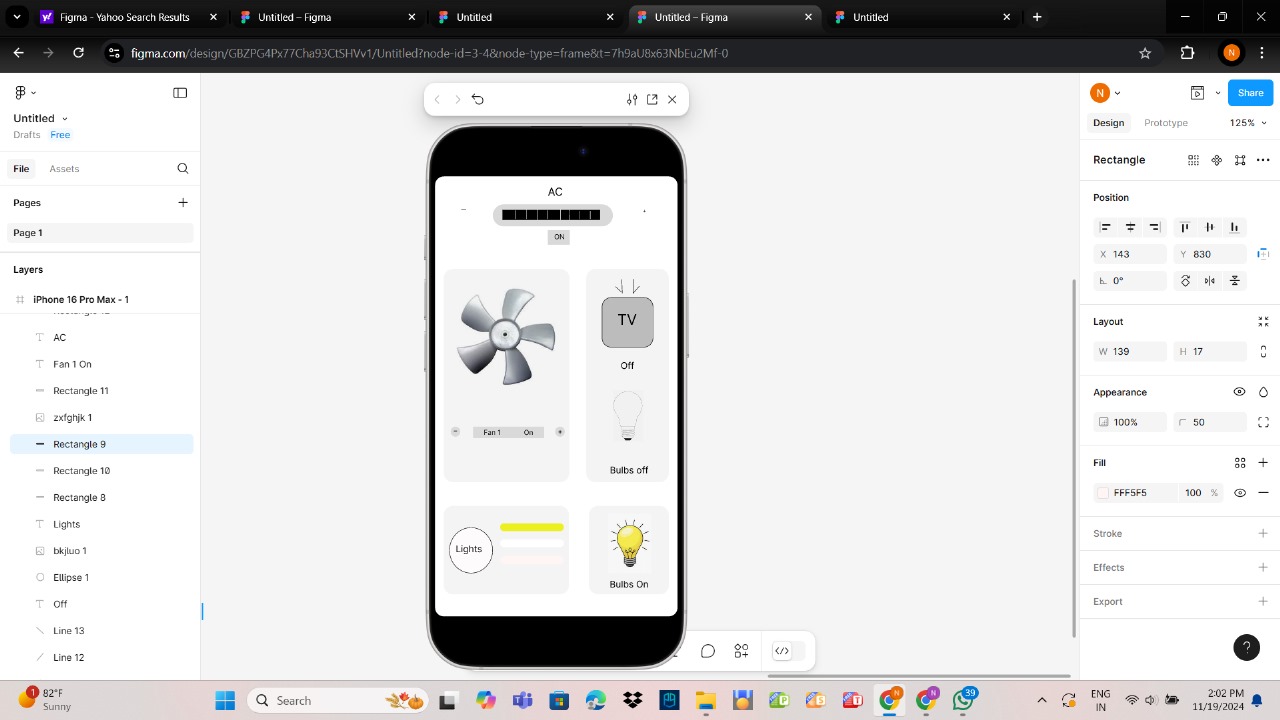 Figma - Yahoo Search Results
Untitled – Figma
Untitled
Untitled – Figma
Untitled
figma.com/design/GBZPG4Px77Cha93CtSHVv1/Untitled?node-id=3-4&node-type=frame&t=7h9aU8x63NbEu2Mf-0
N
Untitled
Drafts Free
File Assets
Pages
Page 1
Layers
iPhone 16 Pro Max - 1
AC
Fan 1 On
Rectangle 11
zxfghjk 1
Rectangle 9
Rectangle 10
Rectangle 8
Lights
bkjluo 1
Ellipse 1
Off
Line 13
Line 12
AC
-
+
ON
TV
Off
- Fan 1 On +
Bulbs off
Lights
Bulbs On
N
Share
Design Prototype 125%
Rectangle
Position
X 143 Y 830
0°
Layout
W 139 H 17
Appearance
100% 50
Fill
FFF5F5 100 %
Stroke
Effects
Export
?
1
82°F
Sunny
Search
39
ENG
IN
2:02 PM
11/19/2024